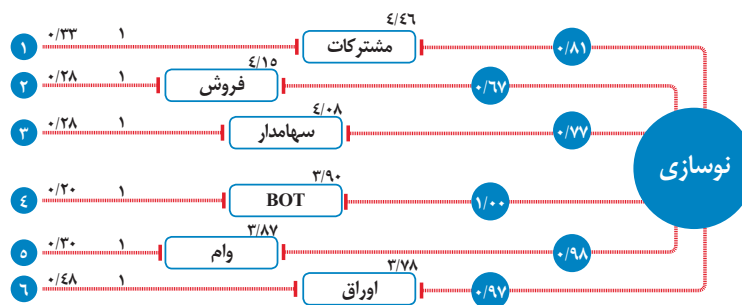 ۴/۴۶
۱ ۰/۳۳ ۱ مشترکات ۰/۸۱
۴/۱۵
۲ ۰/۲۸ ۱ فروش ۰/۶۷
۴/۰۸
۳ ۰/۲۸ ۱ سهامدار ۰/۷۷
نوسازی
۳/۹۰
۴ ۰/۲۰ ۱ BOT ۱/۰۰
۳/۸۷
۵ ۰/۳۰ ۱ وام ۰/۹۸
۳/۷۸
۶ ۰/۴۸ ۱ اوراق ۰/۹۷